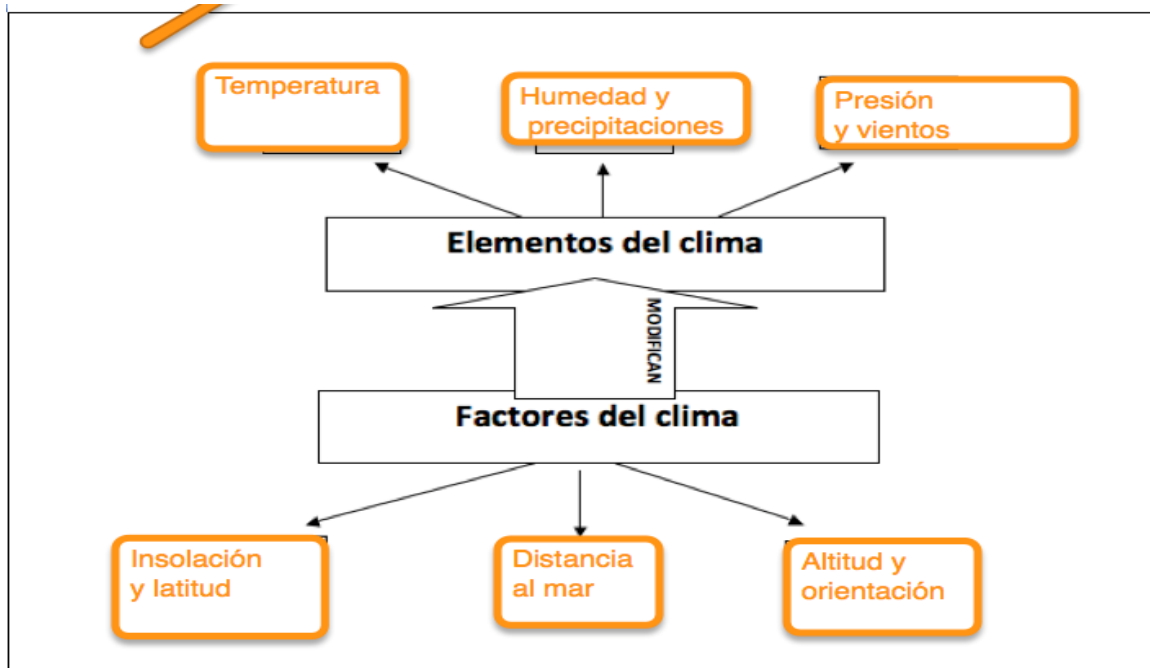 Temperatura
Humedad y
precipitaciones
Presión
y vientos
Elementos del clima
MODIFICAN
Factores del clima
Insolación
y latitud
Distancia
al mar
Altitud y
orientación